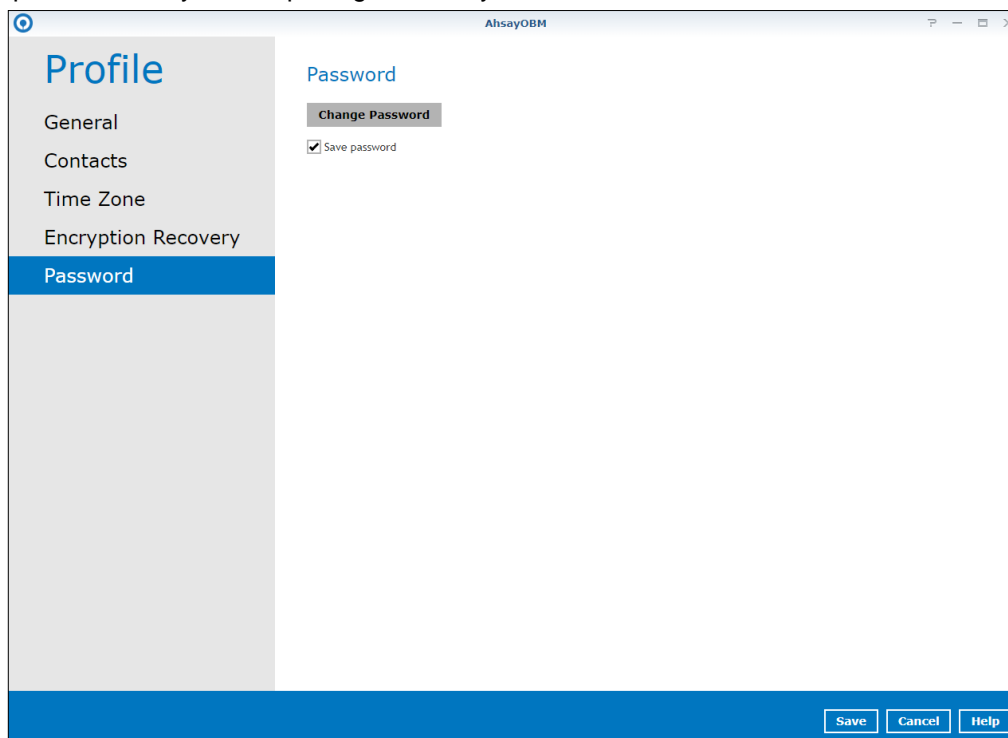 AhsayOBM
Profile
General
Contacts
Time Zone
Encryption Recovery
Password
Password
Change Password
Save password
Save Cancel Help